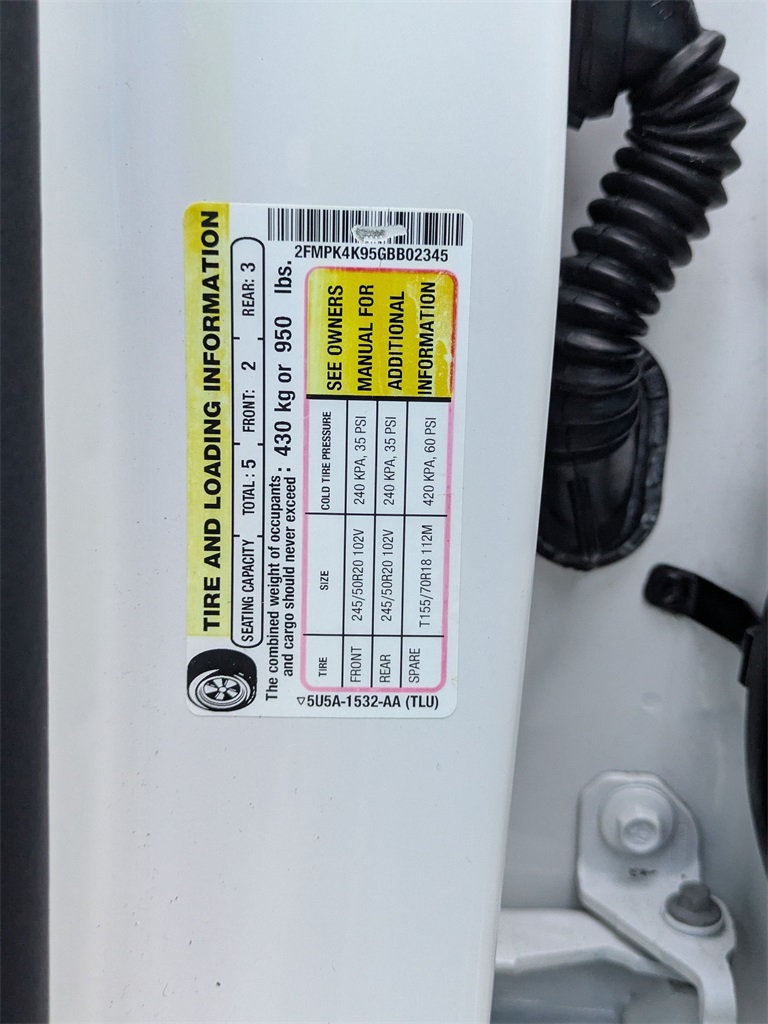 2FMPK4K95GBB02345
TIRE AND LOADING INFORMATION
SEATING CAPACITY TOTAL : 5 FRONT: 2 REAR: 3
The combined weight of occupants
and cargo should never exceed : 430 kg or 950 lbs.
TIRE SIZE COLD TIRE PRESSURE
FRONT 245/50R20 102V 240 KPA, 35 PSI
REAR 245/50R20 102V 240 KPA, 35 PSI
SPARE T155/70R18 112M 420 KPA, 60 PSI
SEE OWNERS
MANUAL FOR
ADDITIONAL
INFORMATION
▽5U5A-1532-AA (TLU)